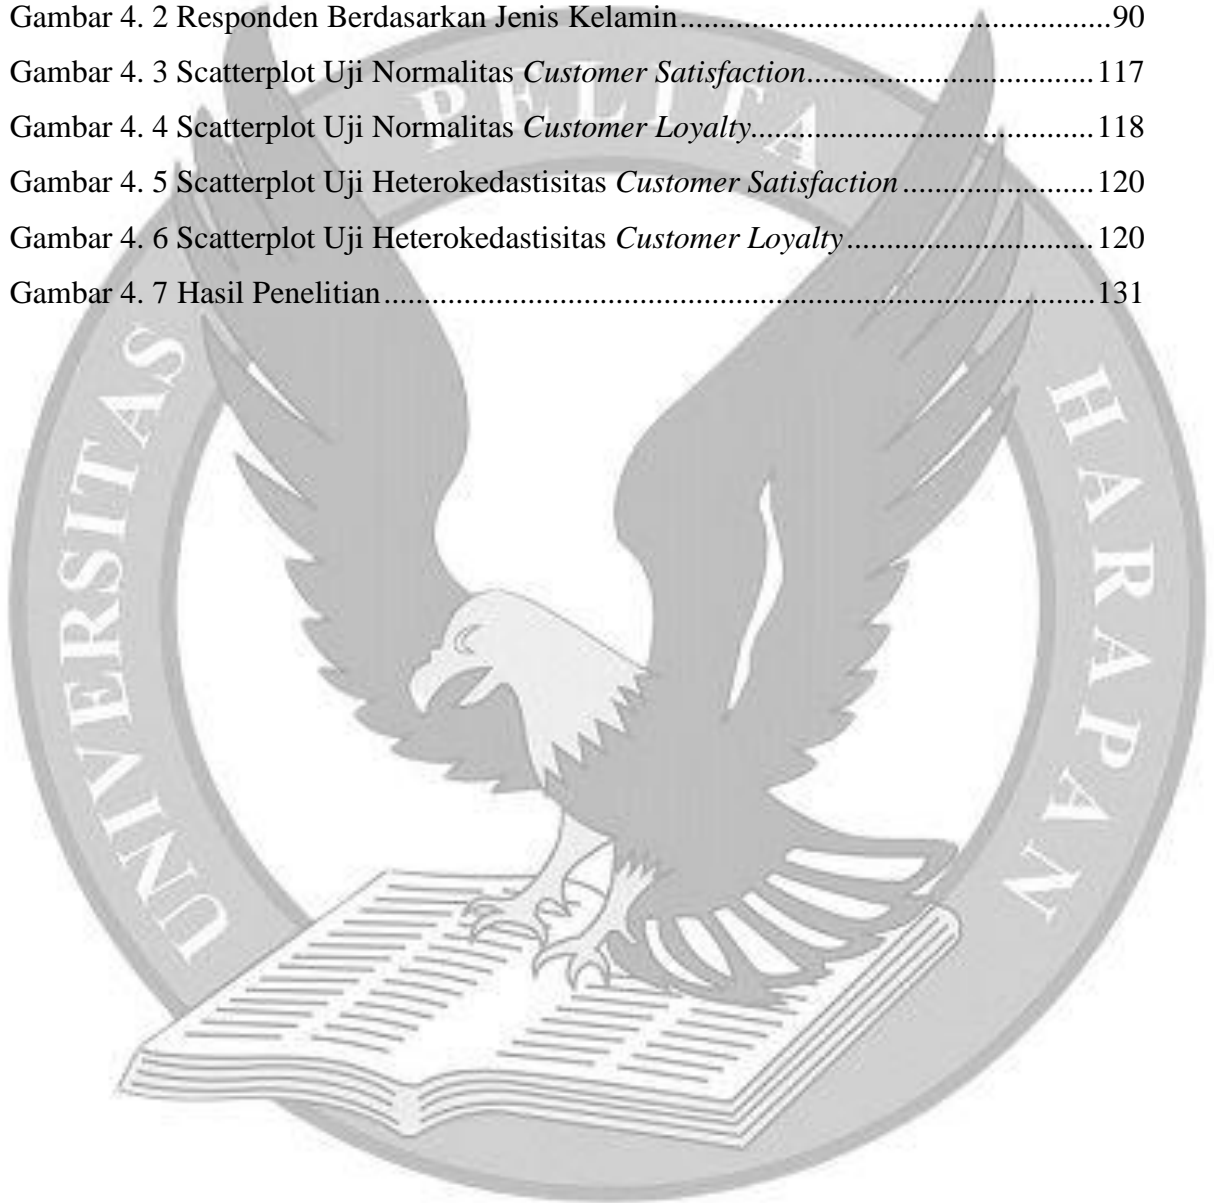 Gambar 4. 2 Responden Berdasarkan Jenis Kelamin.....................................................90
Gambar 4. 3 Scatterplot Uji Normalitas Customer Satisfaction...................................117
Gambar 4. 4 Scatterplot Uji Normalitas Customer Loyalty..........................................118
Gambar 4. 5 Scatterplot Uji Heterokedastisitas Customer Satisfaction........................120
Gambar 4. 6 Scatterplot Uji Heterokedastisitas Customer Loyalty...............................120
Gambar 4. 7 Hasil Penelitian........................................................................................131
UNIVERSITAS PELITA HARAPAN